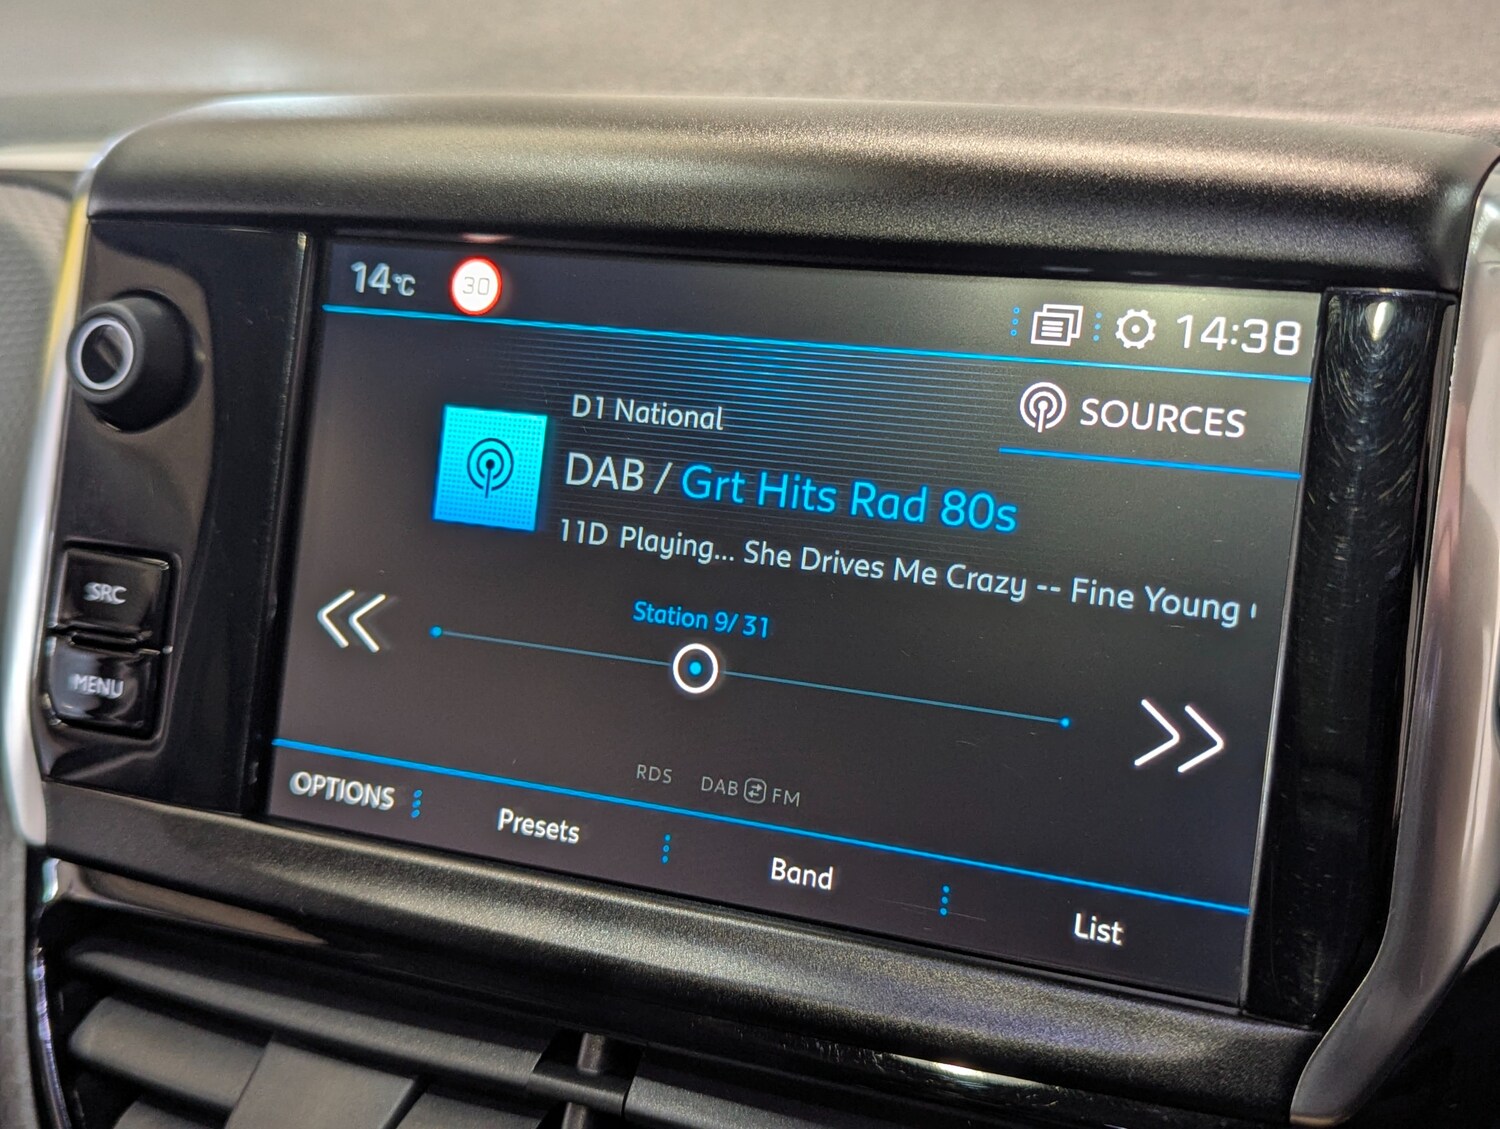 14°C
30
14:38
SOURCES
D1 National
DAB / Grt Hits Rad 80s
11D Playing... She Drives Me Crazy -- Fine Young
Station 9/31
SRC
MENU
RDS DAB FM
OPTIONS Presets Band List